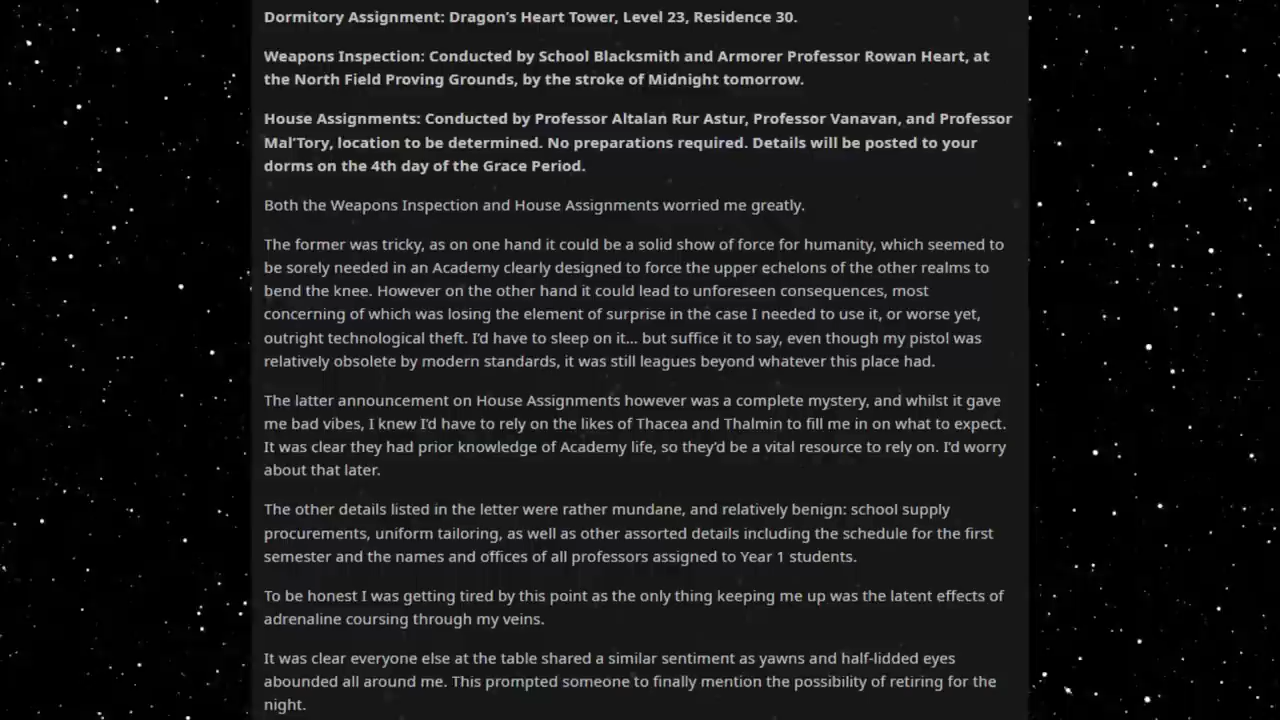 Dormitory Assignment: Dragon’s Heart Tower, Level 23, Residence 30.
Weapons Inspection: Conducted by School Blacksmith and Armorer Professor Rowan Heart, at
the North Field Proving Grounds, by the stroke of Midnight tomorrow.
House Assignments: Conducted by Professor Altalan Rur Astur, Professor Vanavan, and Professor
Mal’Tory, location to be determined. No preparations required. Details will be posted to your
dorms on the 4th day of the Grace Period.
Both the Weapons Inspection and House Assignments worried me greatly.
The former was tricky, as on one hand it could be a solid show of force for humanity, which seemed to
be sorely needed in an Academy clearly designed to force the upper echelons of the other realms to
bend the knee. However on the other hand it could lead to unforeseen consequences, most
concerning of which was losing the element of surprise in the case I needed to use it, or worse yet,
outright technological theft. I’d have to sleep on it... but suffice it to say, even though my pistol was
relatively obsolete by modern standards, it was still leagues beyond whatever this place had.
The latter announcement on House Assignments however was a complete mystery, and whilst it gave
me bad vibes, I knew I’d have to rely on the likes of Thacea and Thalmin to fill me in on what to expect.
It was clear they had prior knowledge of Academy life, so they’d be a vital resource to rely on. I’d worry
about that later.
The other details listed in the letter were rather mundane, and relatively benign: school supply
procurements, uniform tailoring, as well as other assorted details including the schedule for the first
semester and the names and offices of all professors assigned to Year 1 students.
To be honest I was getting tired by this point as the only thing keeping me up was the latent effects of
adrenaline coursing through my veins.
It was clear everyone else at the table shared a similar sentiment as yawns and half-lidded eyes
abounded all around me. This prompted someone to finally mention the possibility of retiring for the
night.